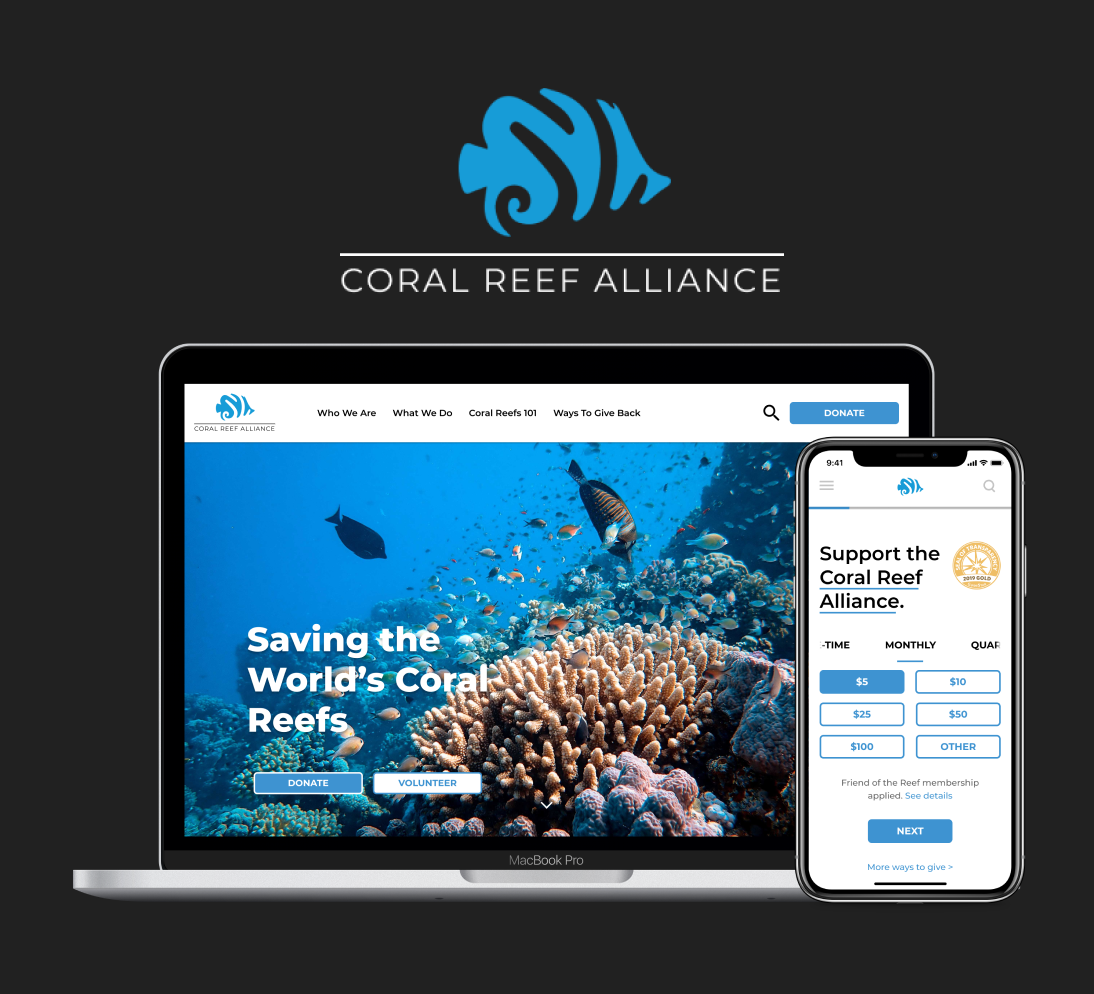 CORAL REEF ALLIANCE
CORAL REEF ALLIANCE
Who We Are What We Do Coral Reefs 101 Ways To Give Back
DONATE
Saving the
World's Coral
Reefs
DONATE VOLUNTEER
MacBook Pro
9:41
Support the
Coral Reef
Alliance.
2019 GOLD
-TIME MONTHLY QUAR
$5 $10
$25 $50
$100 OTHER
Friend of the Reef membership
applied. See details
NEXT
More ways to give >